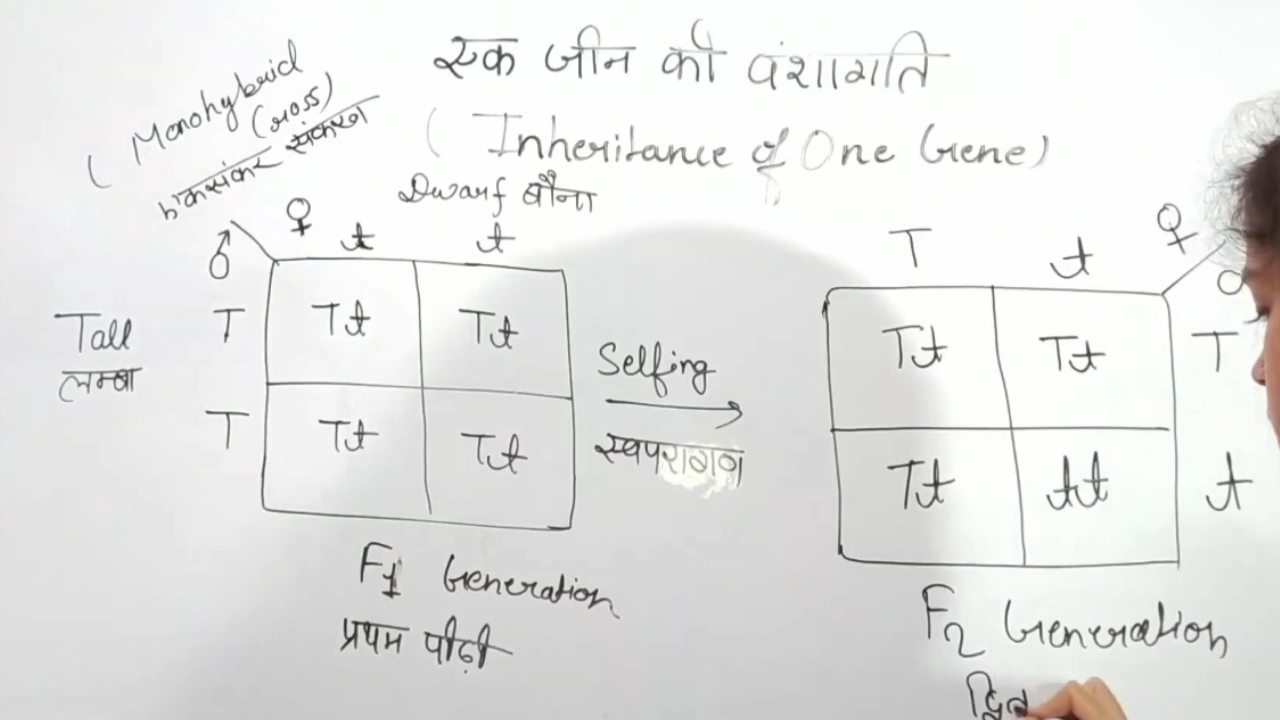 एक जीन की वंशागति
( Inheritance of One Gene)
( Monohybrid
Cross)
एकसंकर संकरण
Dwarf बौना
♀ t t
♂
Tall T Tt Tt
लम्बा
T Tt Tt
F1 Generation
प्रथम पीढ़ी
Selfing
स्वपरागण
T t ♀
Tt Tt T
Tt tt t
F2 Generation
द्वित